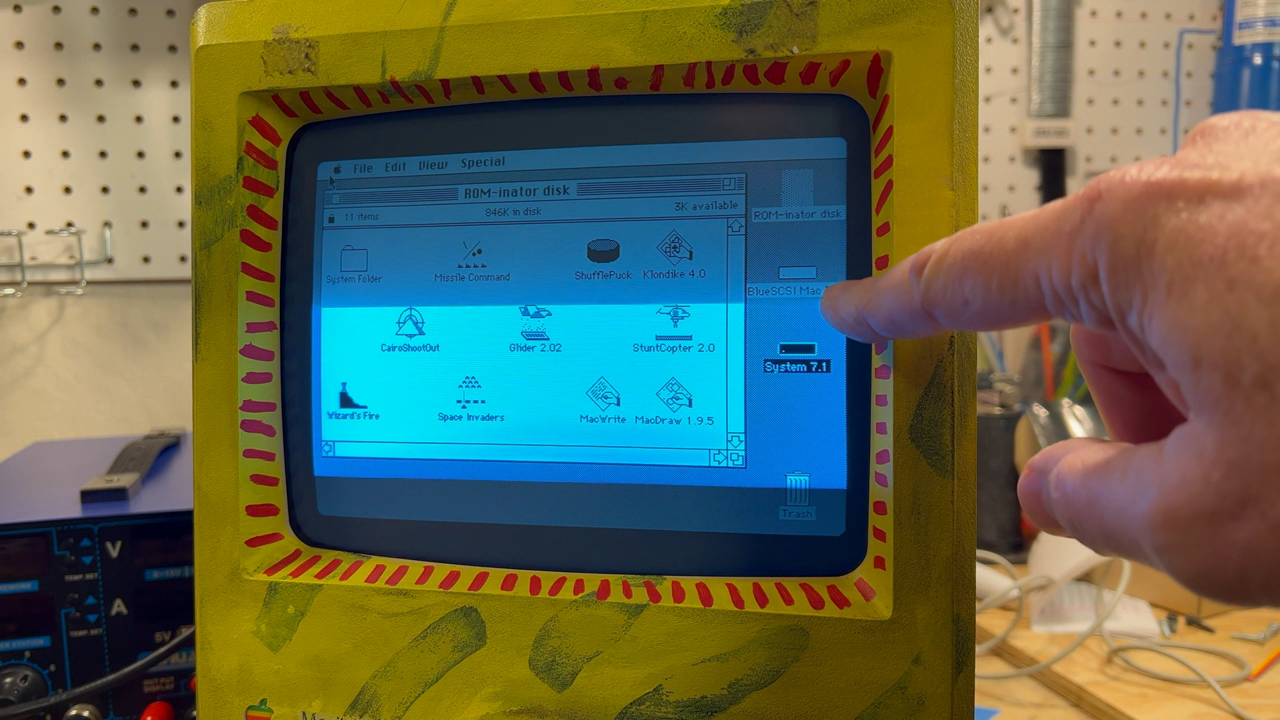 File Edit View Special
ROM-inator disk
11 items 846K in disk 3K available
System Folder
Missile Command
ShufflePuck
Klondike 4.0
CairoShootOut
Glider 2.02
StuntCopter 2.0
Wizard's Fire
Space Invaders
MacWrite
MacDraw 1.9.5
ROM-inator disk
BlueSCSI Mac
System 7.1
Trash
V
A
5V